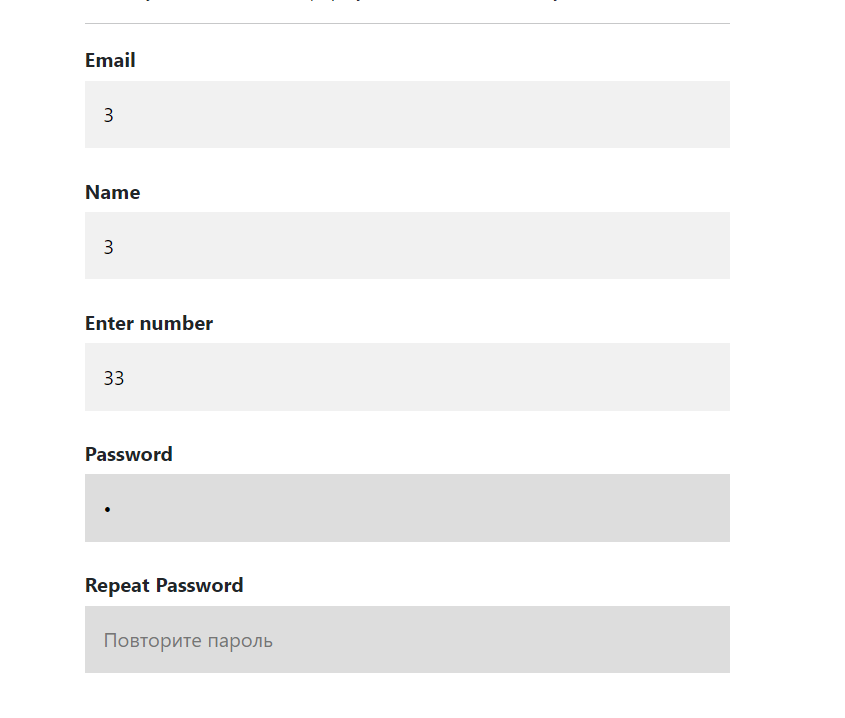 Email
3
Name
3
Enter number
33
Password
•
Repeat Password
Повторите пароль